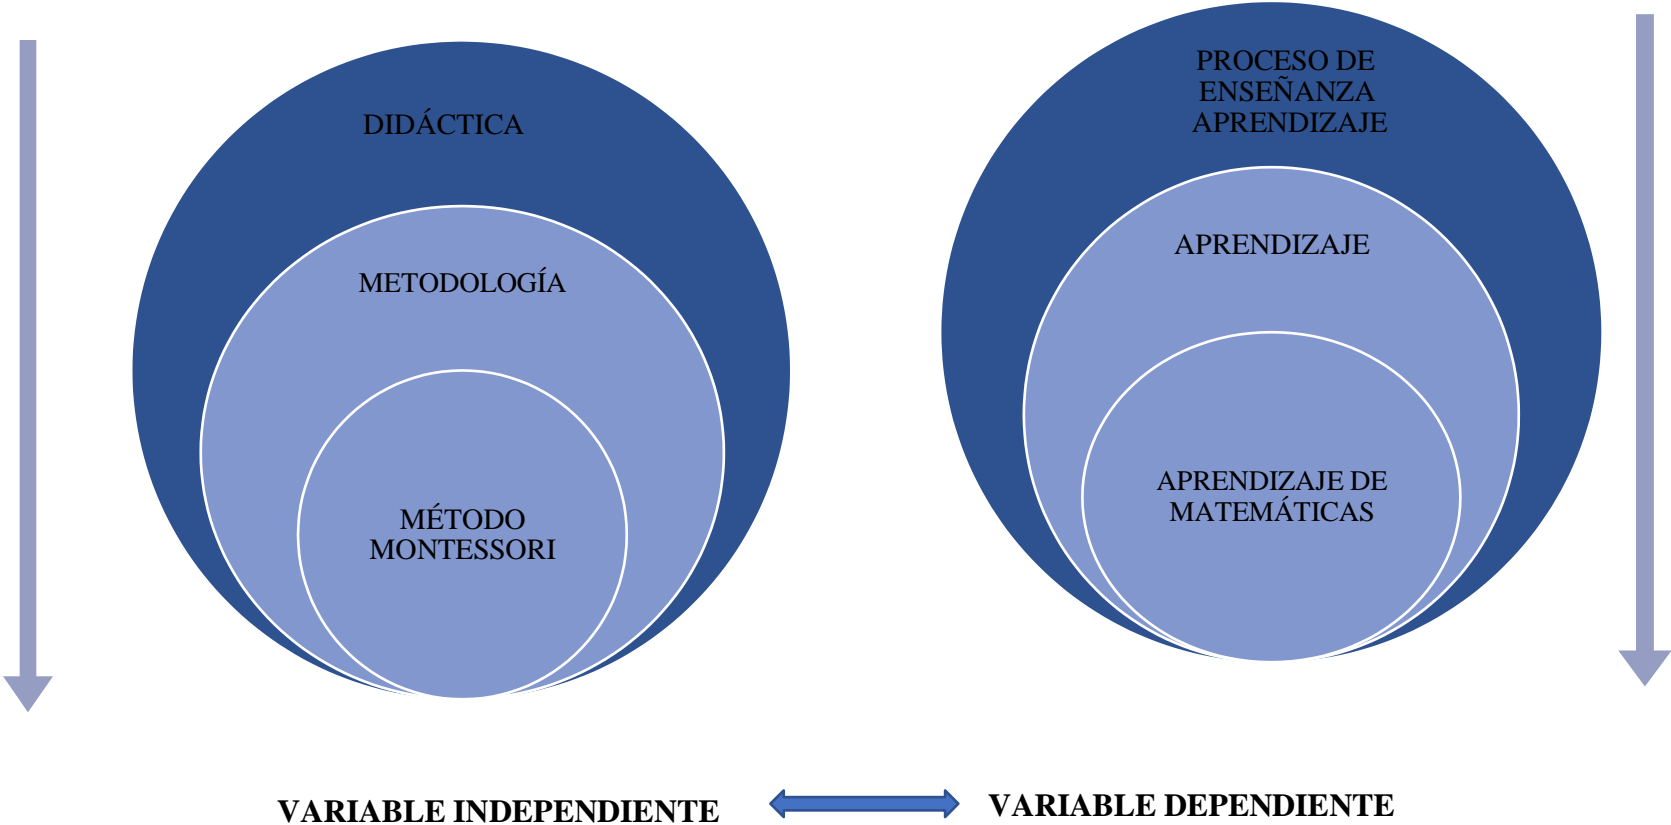 DIDÁCTICA
METODOLOGÍA
MÉTODO
MONTESSORI
PROCESO DE
ENSEÑANZA
APRENDIZAJE
APRENDIZAJE
APRENDIZAJE DE
MATEMÁTICAS
VARIABLE INDEPENDIENTE
VARIABLE DEPENDIENTE